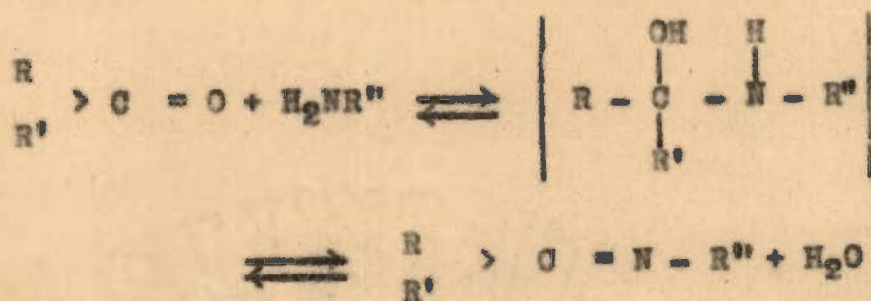 OH H
R
> C = O + H₂NR" ⇌ | R - C - N - R" |
R'
R'
⇌ R > C = N - R"' + H₂O
R'